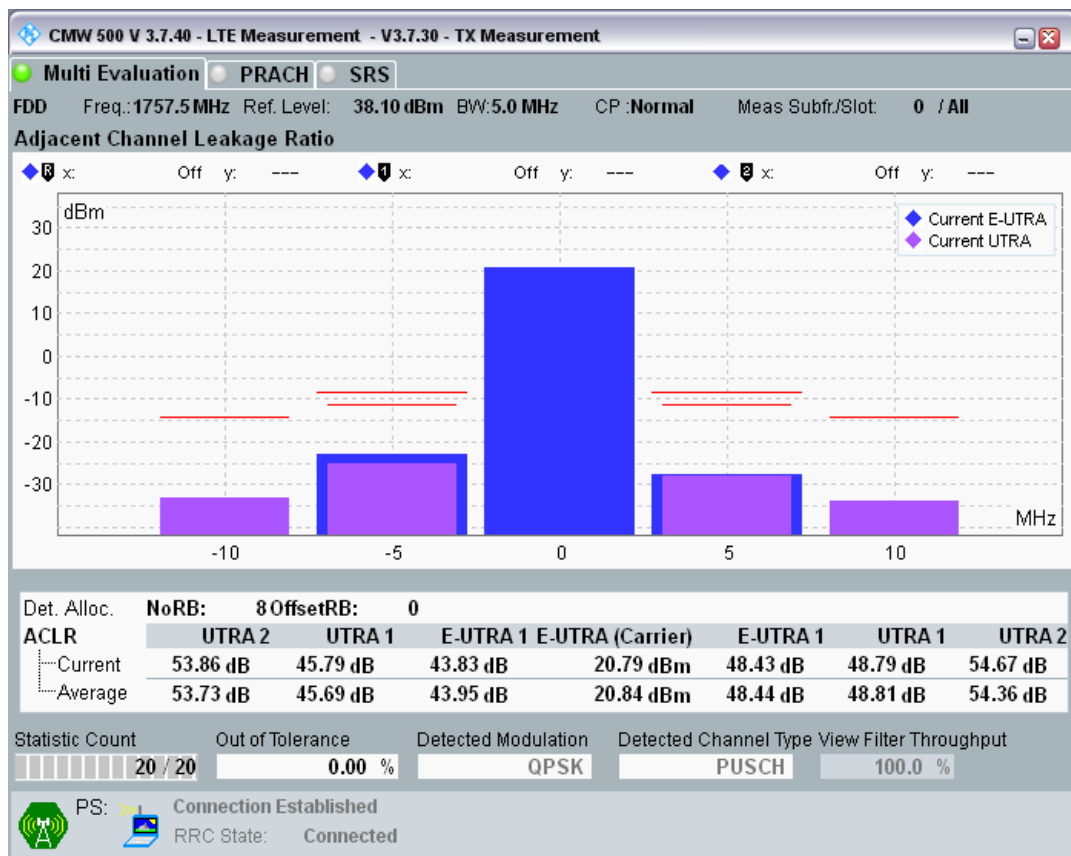 CMW 500 V 3.7.40 - LTE Measurement - V3.7.30 - TX Measurement
Multi Evaluation PRACH SRS
FDD Freq.:1757.5 MHz Ref. Level: 38.10 dBm BW:5.0 MHz CP :Normal Meas Subfr./Slot: 0 / All
Adjacent Channel Leakage Ratio
R x: Off y: --- 1 x: Off y: --- 2 x: Off y: ---
dBm
Current E-UTRA
Current UTRA
30
20
10
0
-10
-20
-30
MHz
-10 -5 0 5 10
Det. Alloc. NoRB: 8 OffsetRB: 0
ACLR UTRA 2 UTRA 1 E-UTRA 1 E-UTRA (Carrier) E-UTRA 1 UTRA 1 UTRA 2
Current 53.86 dB 45.79 dB 43.83 dB 20.79 dBm 48.43 dB 48.79 dB 54.67 dB
Average 53.73 dB 45.69 dB 43.95 dB 20.84 dBm 48.44 dB 48.81 dB 54.36 dB
Statistic Count Out of Tolerance Detected Modulation Detected Channel Type View Filter Throughput
20 / 20 0.00 % QPSK PUSCH 100.0 %
PS: Connection Established
RRC State: Connected